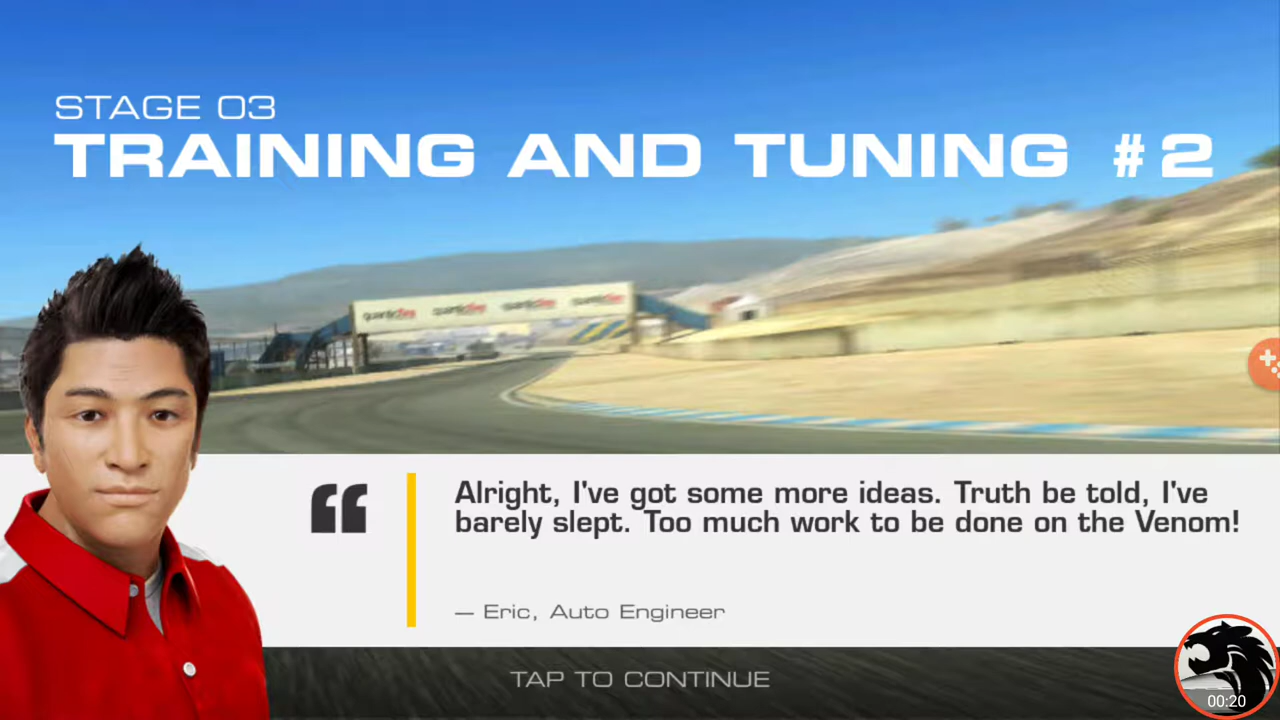 STAGE 03
TRAINING AND TUNING #2
“
Alright, I've got some more ideas. Truth be told, I've
barely slept. Too much work to be done on the Venom!
— Eric, Auto Engineer
TAP TO CONTINUE
00:20